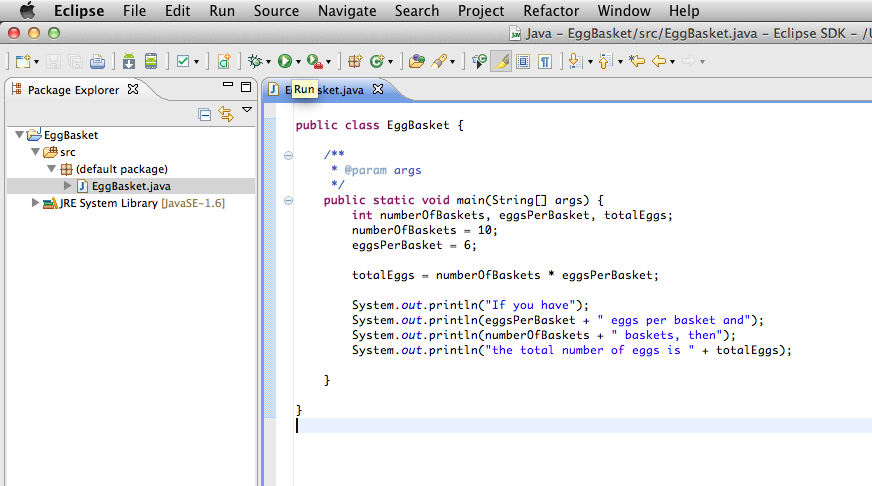 Eclipse File Edit Run Source Navigate Search Project Refactor Window Help
Java – EggBasket/src/EggBasket.java – Eclipse SDK – /U
Package Explorer
EggBasket
src
(default package)
EggBasket.java
JRE System Library [JavaSE-1.6]
sket.java
Run
public class EggBasket {
/**
* @param args
*/
public static void main(String[] args) {
int numberOfBaskets, eggsPerBasket, totalEggs;
numberOfBaskets = 10;
eggsPerBasket = 6;
totalEggs = numberOfBaskets * eggsPerBasket;
System.out.println("If you have");
System.out.println(eggsPerBasket + " eggs per basket and");
System.out.println(numberOfBaskets + " baskets, then");
System.out.println("the total number of eggs is " + totalEggs);
}
}